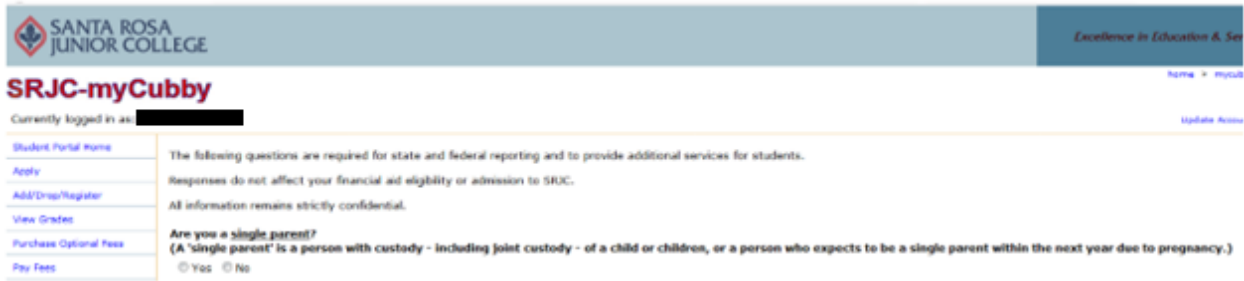 SANTA ROSA
JUNIOR COLLEGE
Excellence in Education & Ser
SRJC-myCubby
home > mycub
Currently logged in as:
Update Accou
Student Portal Home
Apply
Add/Drop/Register
View Grades
Purchase Optional Fees
Pay Fees
The following questions are required for state and federal reporting and to provide additional services for students.
Responses do not affect your financial aid eligibility or admission to SRJC.
All information remains strictly confidential.
Are you a single parent?
(A 'single parent' is a person with custody - including joint custody - of a child or children, or a person who expects to be a single parent within the next year due to pregnancy.)
Yes No